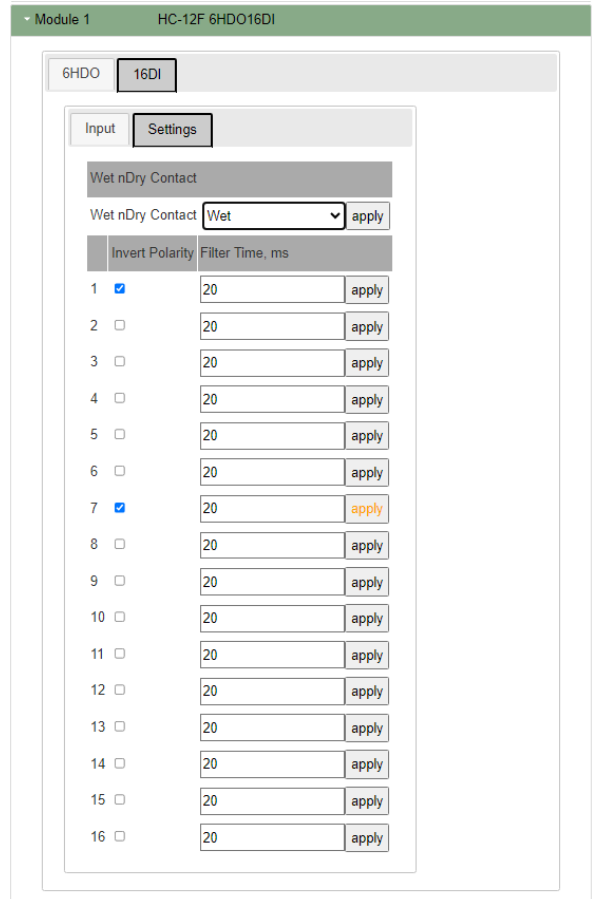 Module 1 HC-12F 6HDO16DI
6HDO 16DI
Input Settings
Wet nDry Contact
Wet nDry Contact Wet apply
Invert Polarity Filter Time, ms
1 20 apply
2 20 apply
3 20 apply
4 20 apply
5 20 apply
6 20 apply
7 20 apply
8 20 apply
9 20 apply
10 20 apply
11 20 apply
12 20 apply
13 20 apply
14 20 apply
15 20 apply
16 20 apply